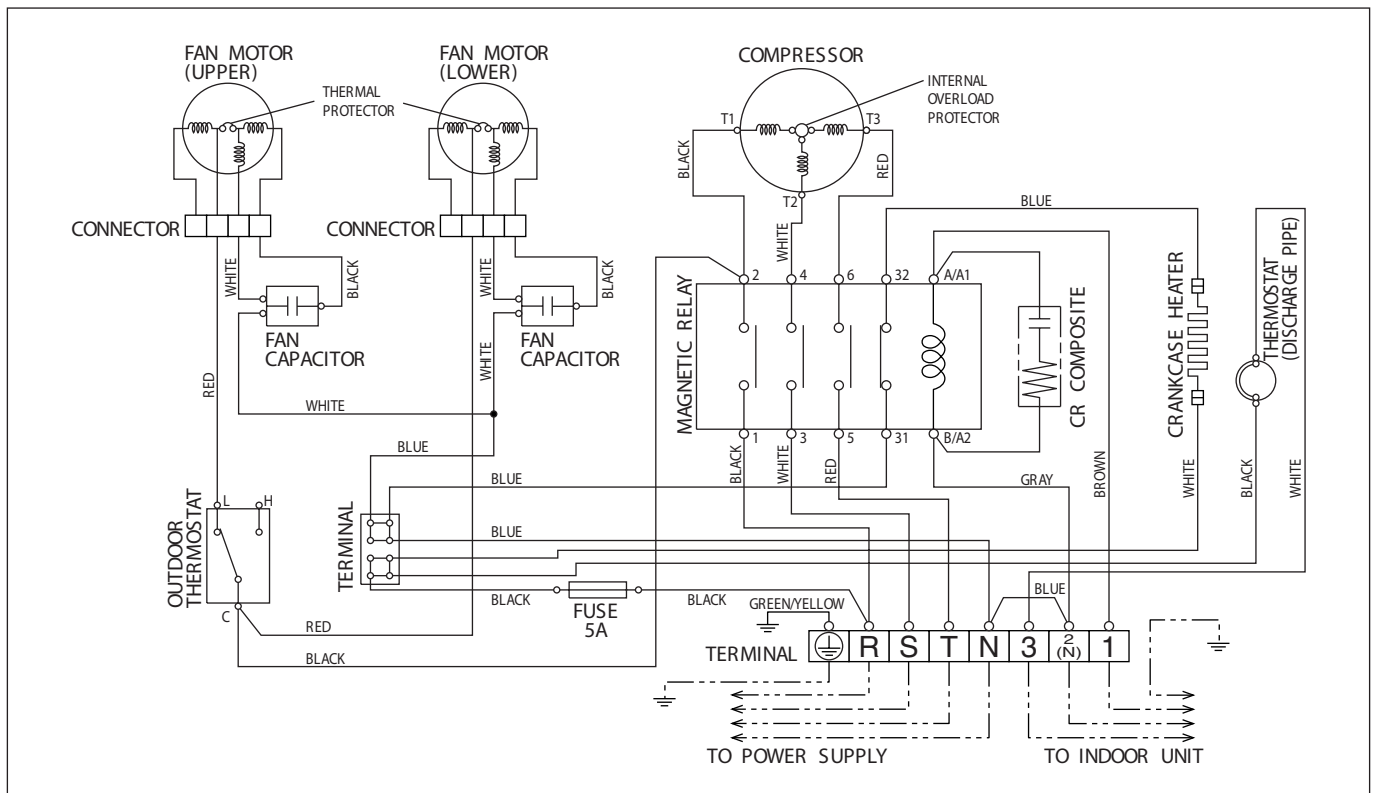 FAN MOTOR
(UPPER)
FAN MOTOR
(LOWER)
COMPRESSOR
THERMAL
PROTECTOR
INTERNAL
OVERLOAD
PROTECTOR
T1
T3
T2
BLACK
RED
WHITE
BLUE
CONNECTOR
CONNECTOR
WHITE
BLACK
WHITE
BLACK
FAN
CAPACITOR
FAN
CAPACITOR
2
4
6
32
A/A1
MAGNETIC RELAY
CR COMPOSITE
CRANKCASE HEATER
THERMOSTAT
(DISCHARGE PIPE)
RED
WHITE
WHITE
1
3
5
31
B/A2
BLUE
BLACK
WHITE
RED
GRAY
BROWN
WHITE
BLACK
WHITE
BLUE
L
H
OUTDOOR
THERMOSTAT
C
TERMINAL
BLUE
BLACK
FUSE
5A
BLACK
GREEN/YELLOW
BLUE
RED
BLACK
TERMINAL
R
S
T
N
3
2
(N)
1
TO POWER SUPPLY
TO INDOOR UNIT